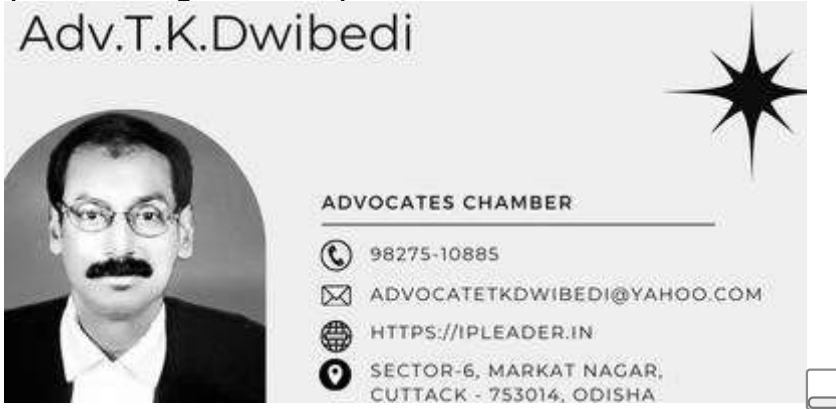 Adv.T.K.Dwibedi
ADVOCATES CHAMBER
98275-10885
ADVOCATETKDWIBEDI@YAHOO.COM
HTTPS://IPLEADER.IN
SECTOR-6, MARKAT NAGAR,
CUTTACK - 753014, ODISHA